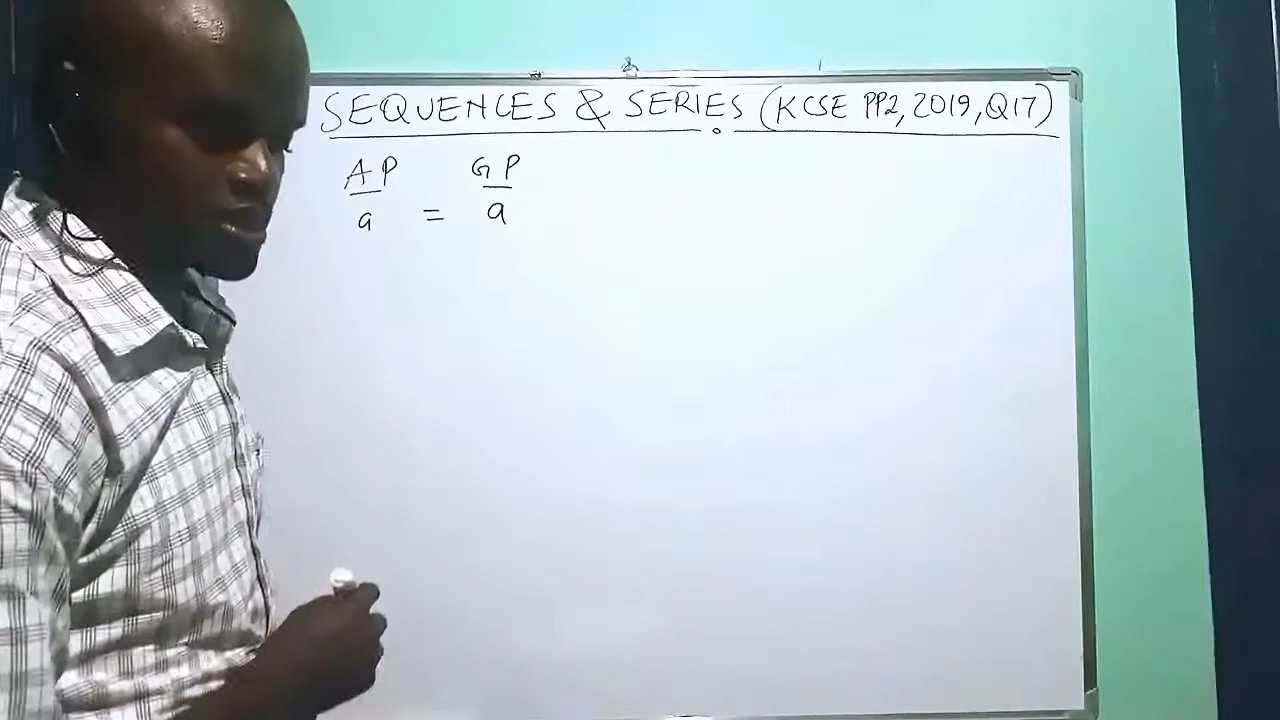 SEQUENCES & SERIES (KCSE PP2, 2019, Q17)
AP GP
a = a